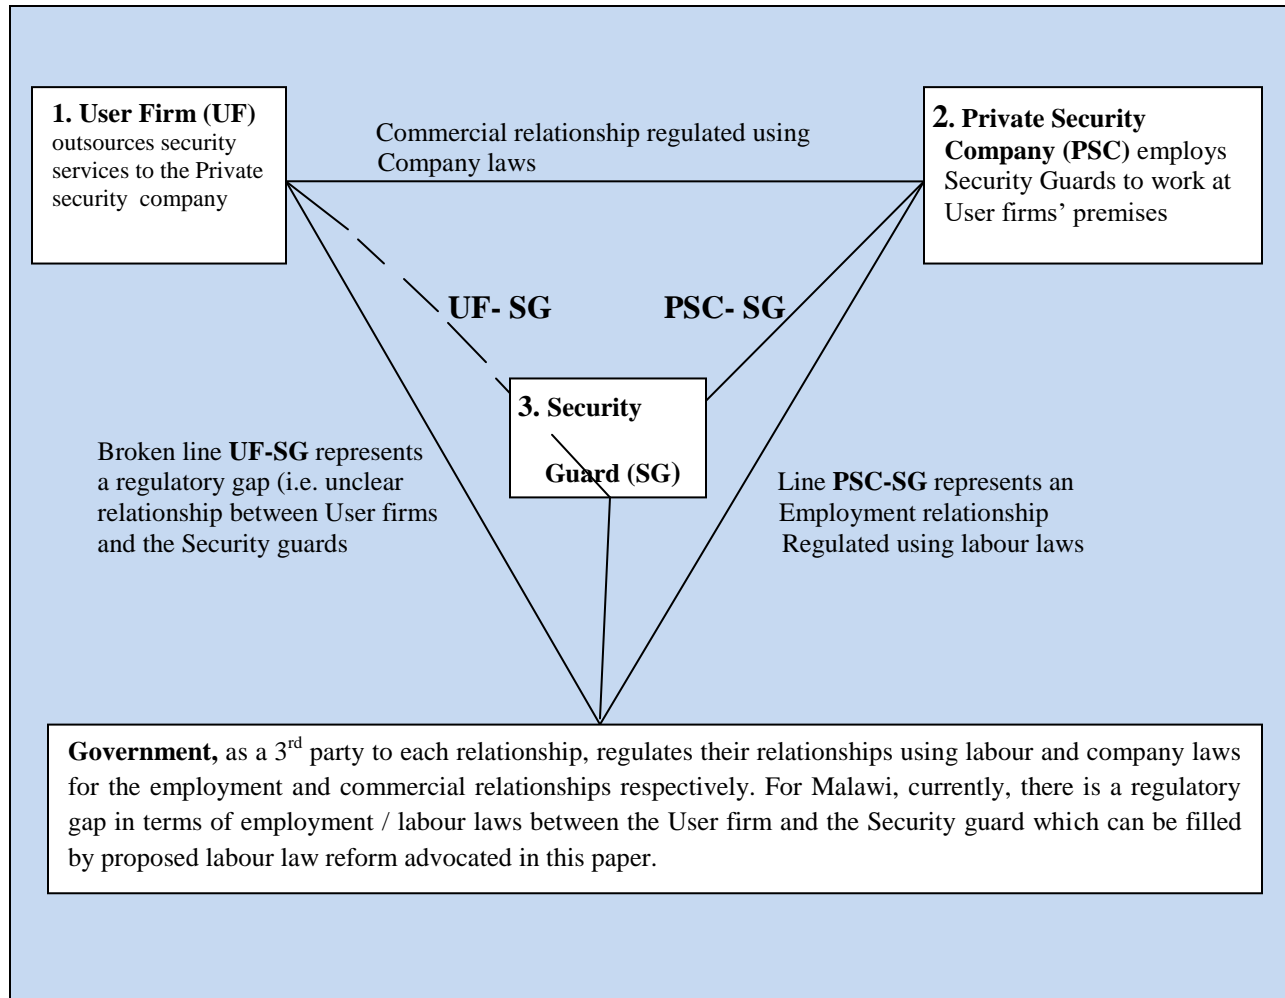 1. User Firm (UF)
outsources security
services to the Private
security company
Commercial relationship regulated using
Company laws
2. Private Security
Company (PSC) employs
Security Guards to work at
User firms’ premises
UF- SG
PSC- SG
3. Security
Guard (SG)
Broken line UF-SG represents
a regulatory gap (i.e. unclear
relationship between User firms
and the Security guards
Line PSC-SG represents an
Employment relationship
Regulated using labour laws
Government, as a 3rd party to each relationship, regulates their relationships using labour and company laws
for the employment and commercial relationships respectively. For Malawi, currently, there is a regulatory
gap in terms of employment / labour laws between the User firm and the Security guard which can be filled
by proposed labour law reform advocated in this paper.